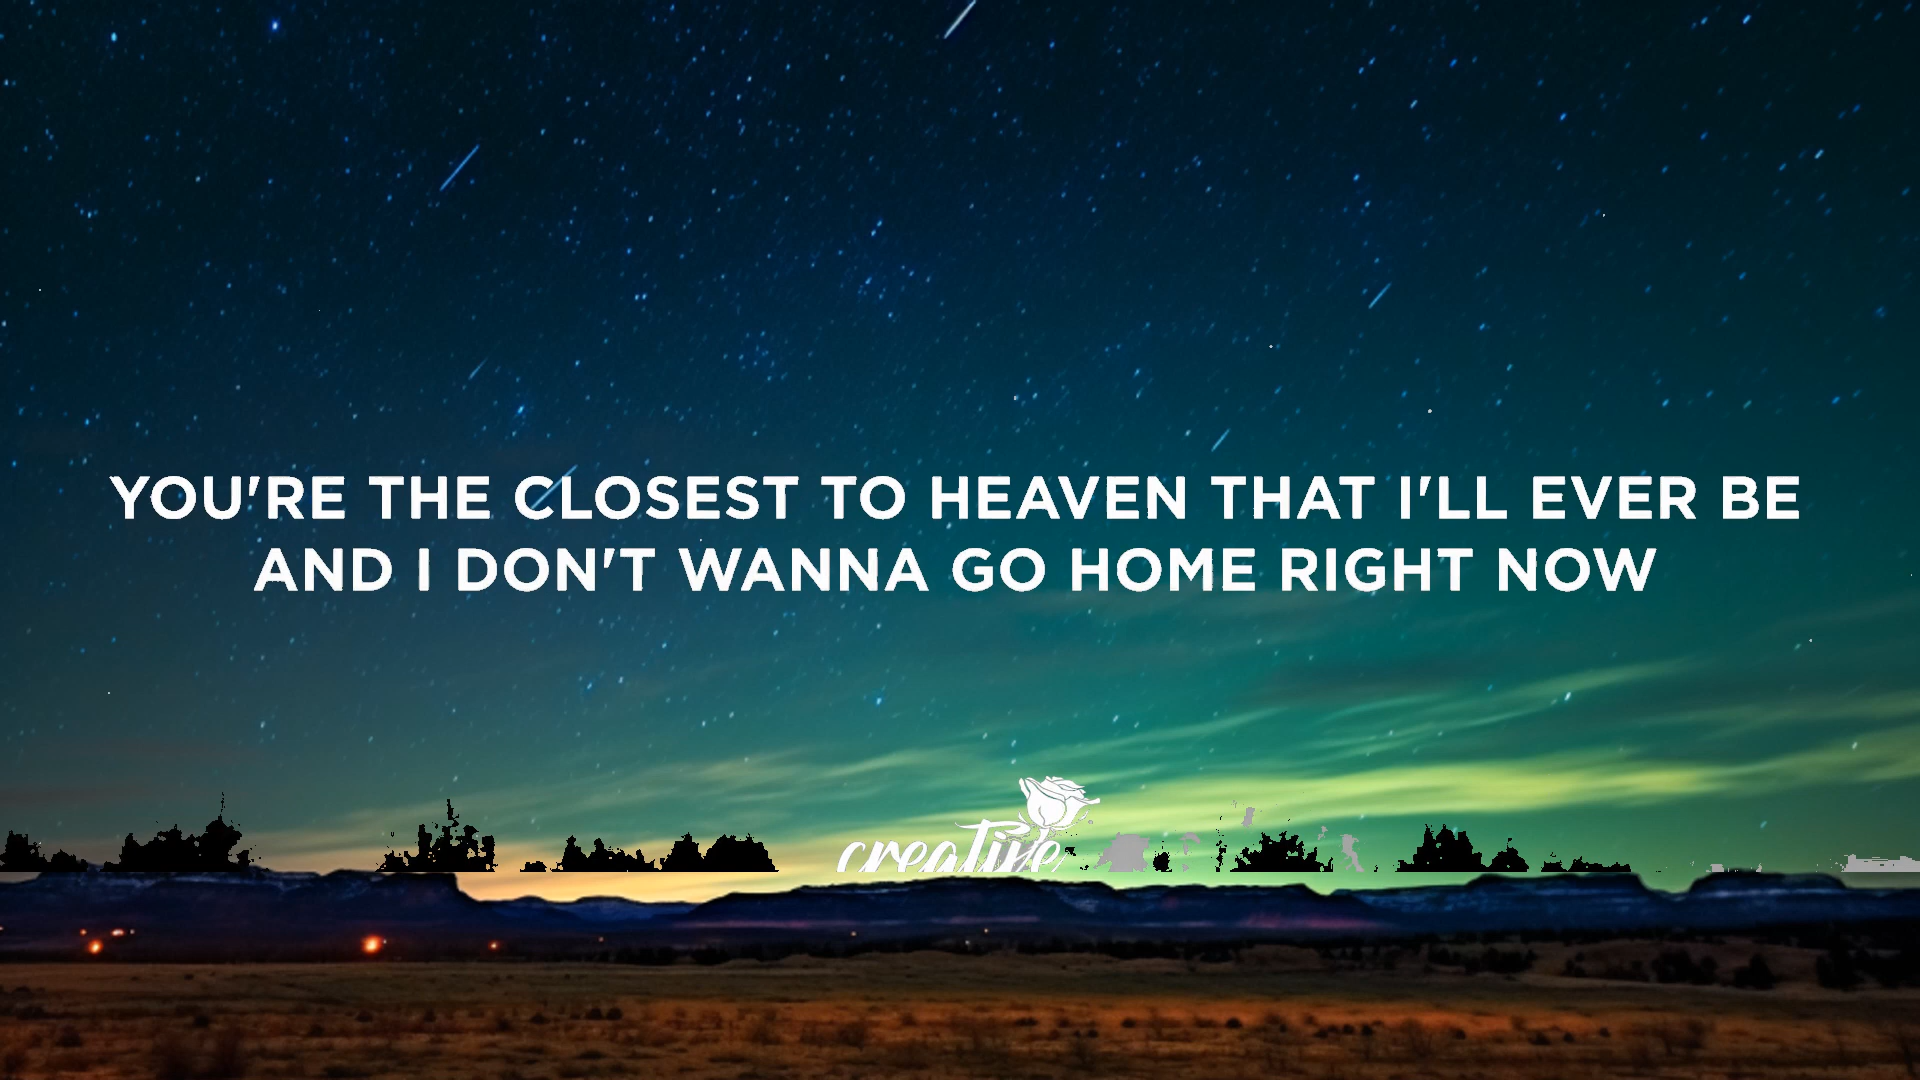 YOU'RE THE CLOSEST TO HEAVEN THAT I'LL EVER BE
AND I DON'T WANNA GO HOME RIGHT NOW
creative